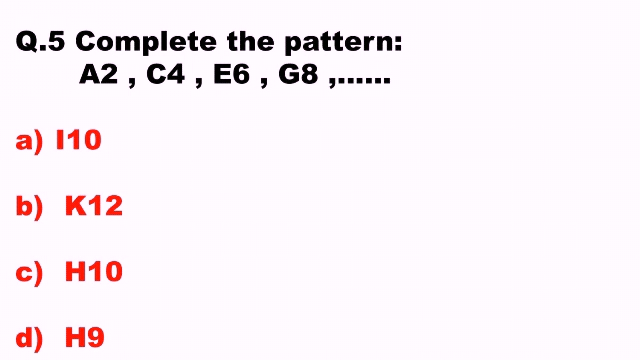 Q.5 Complete the pattern:
A2 , C4 , E6 , G8 ,......
a) I10
b) K12
c) H10
d) H9